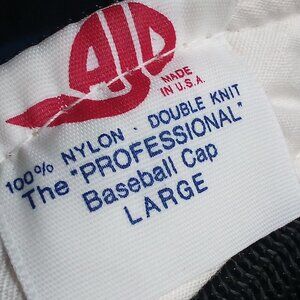 AJD
MADE
IN U.S.A.
100% NYLON · DOUBLE KNIT
The "PROFESSIONAL"
Baseball Cap
LARGE